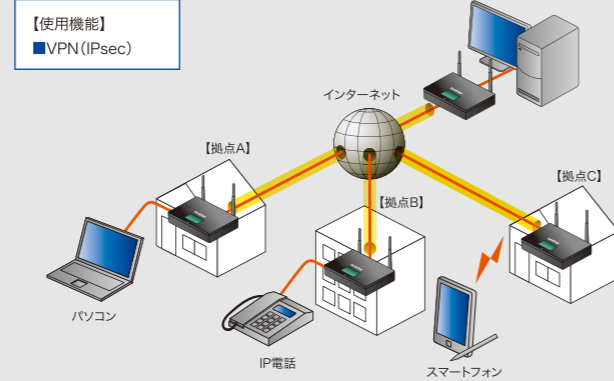 【使用機能】
■VPN(IPsec)
インターネット
【拠点A】
【拠点B】
【拠点C】
パソコン
IP電話
スマートフォン